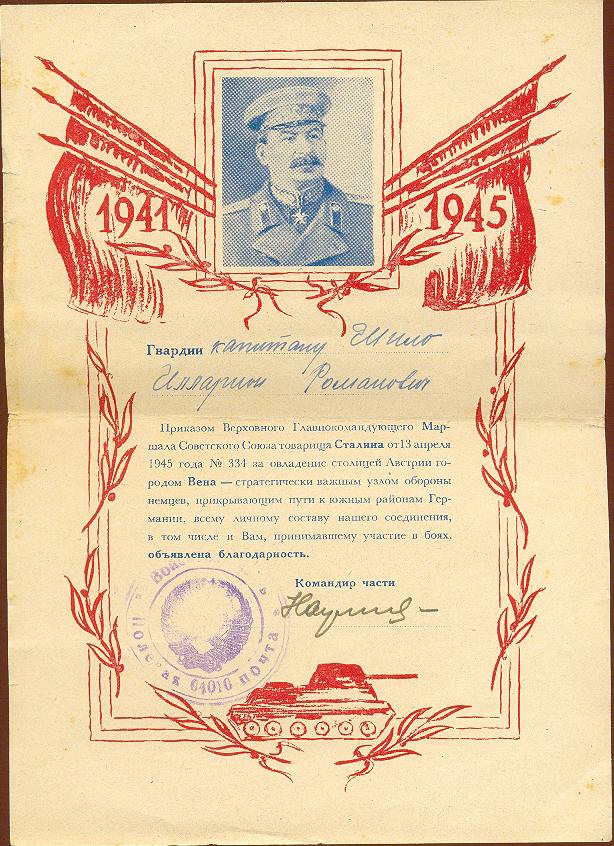 1941 1945
Гвардии капитану Шило
Илларион Романович
Приказом Верховного Главнокомандующего Мар-
шала Советского Союза товарища Сталина от 13 апреля
1945 года № 334 за овладение столицей Австрии го-
родом Вена — стратегически важным узлом обороны
немцев, прикрывающим пути к южным районам Гер-
мании, всему личному составу нашего соединения,
в том числе и Вам, принимавшему участие в боях,
объявлена благодарность.
Командир части
Полевая почта 64016